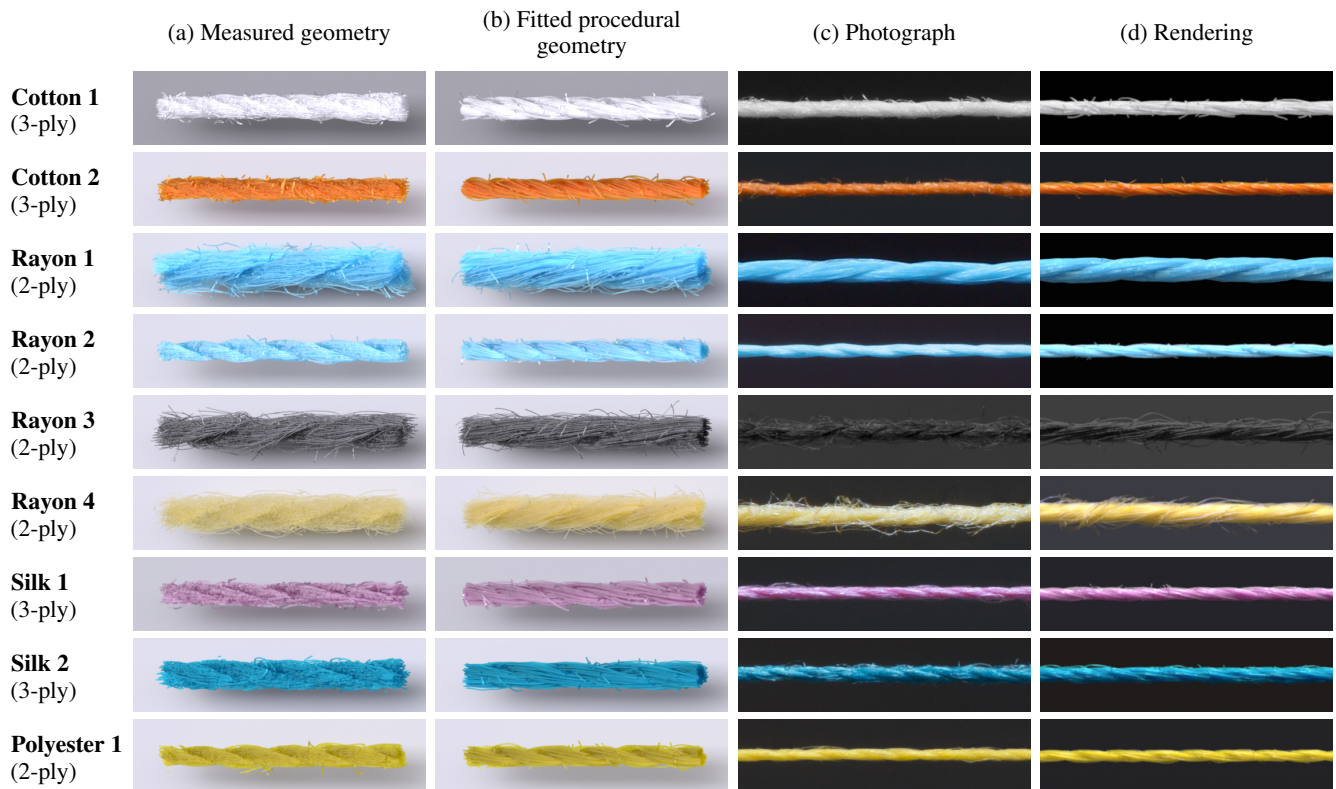 (a) Measured geometry
(b) Fitted procedural
geometry
(c) Photograph
(d) Rendering
Cotton 1
(3-ply)
Cotton 2
(3-ply)
Rayon 1
(2-ply)
Rayon 2
(2-ply)
Rayon 3
(2-ply)
Rayon 4
(2-ply)
Silk 1
(3-ply)
Silk 2
(3-ply)
Polyester 1
(2-ply)